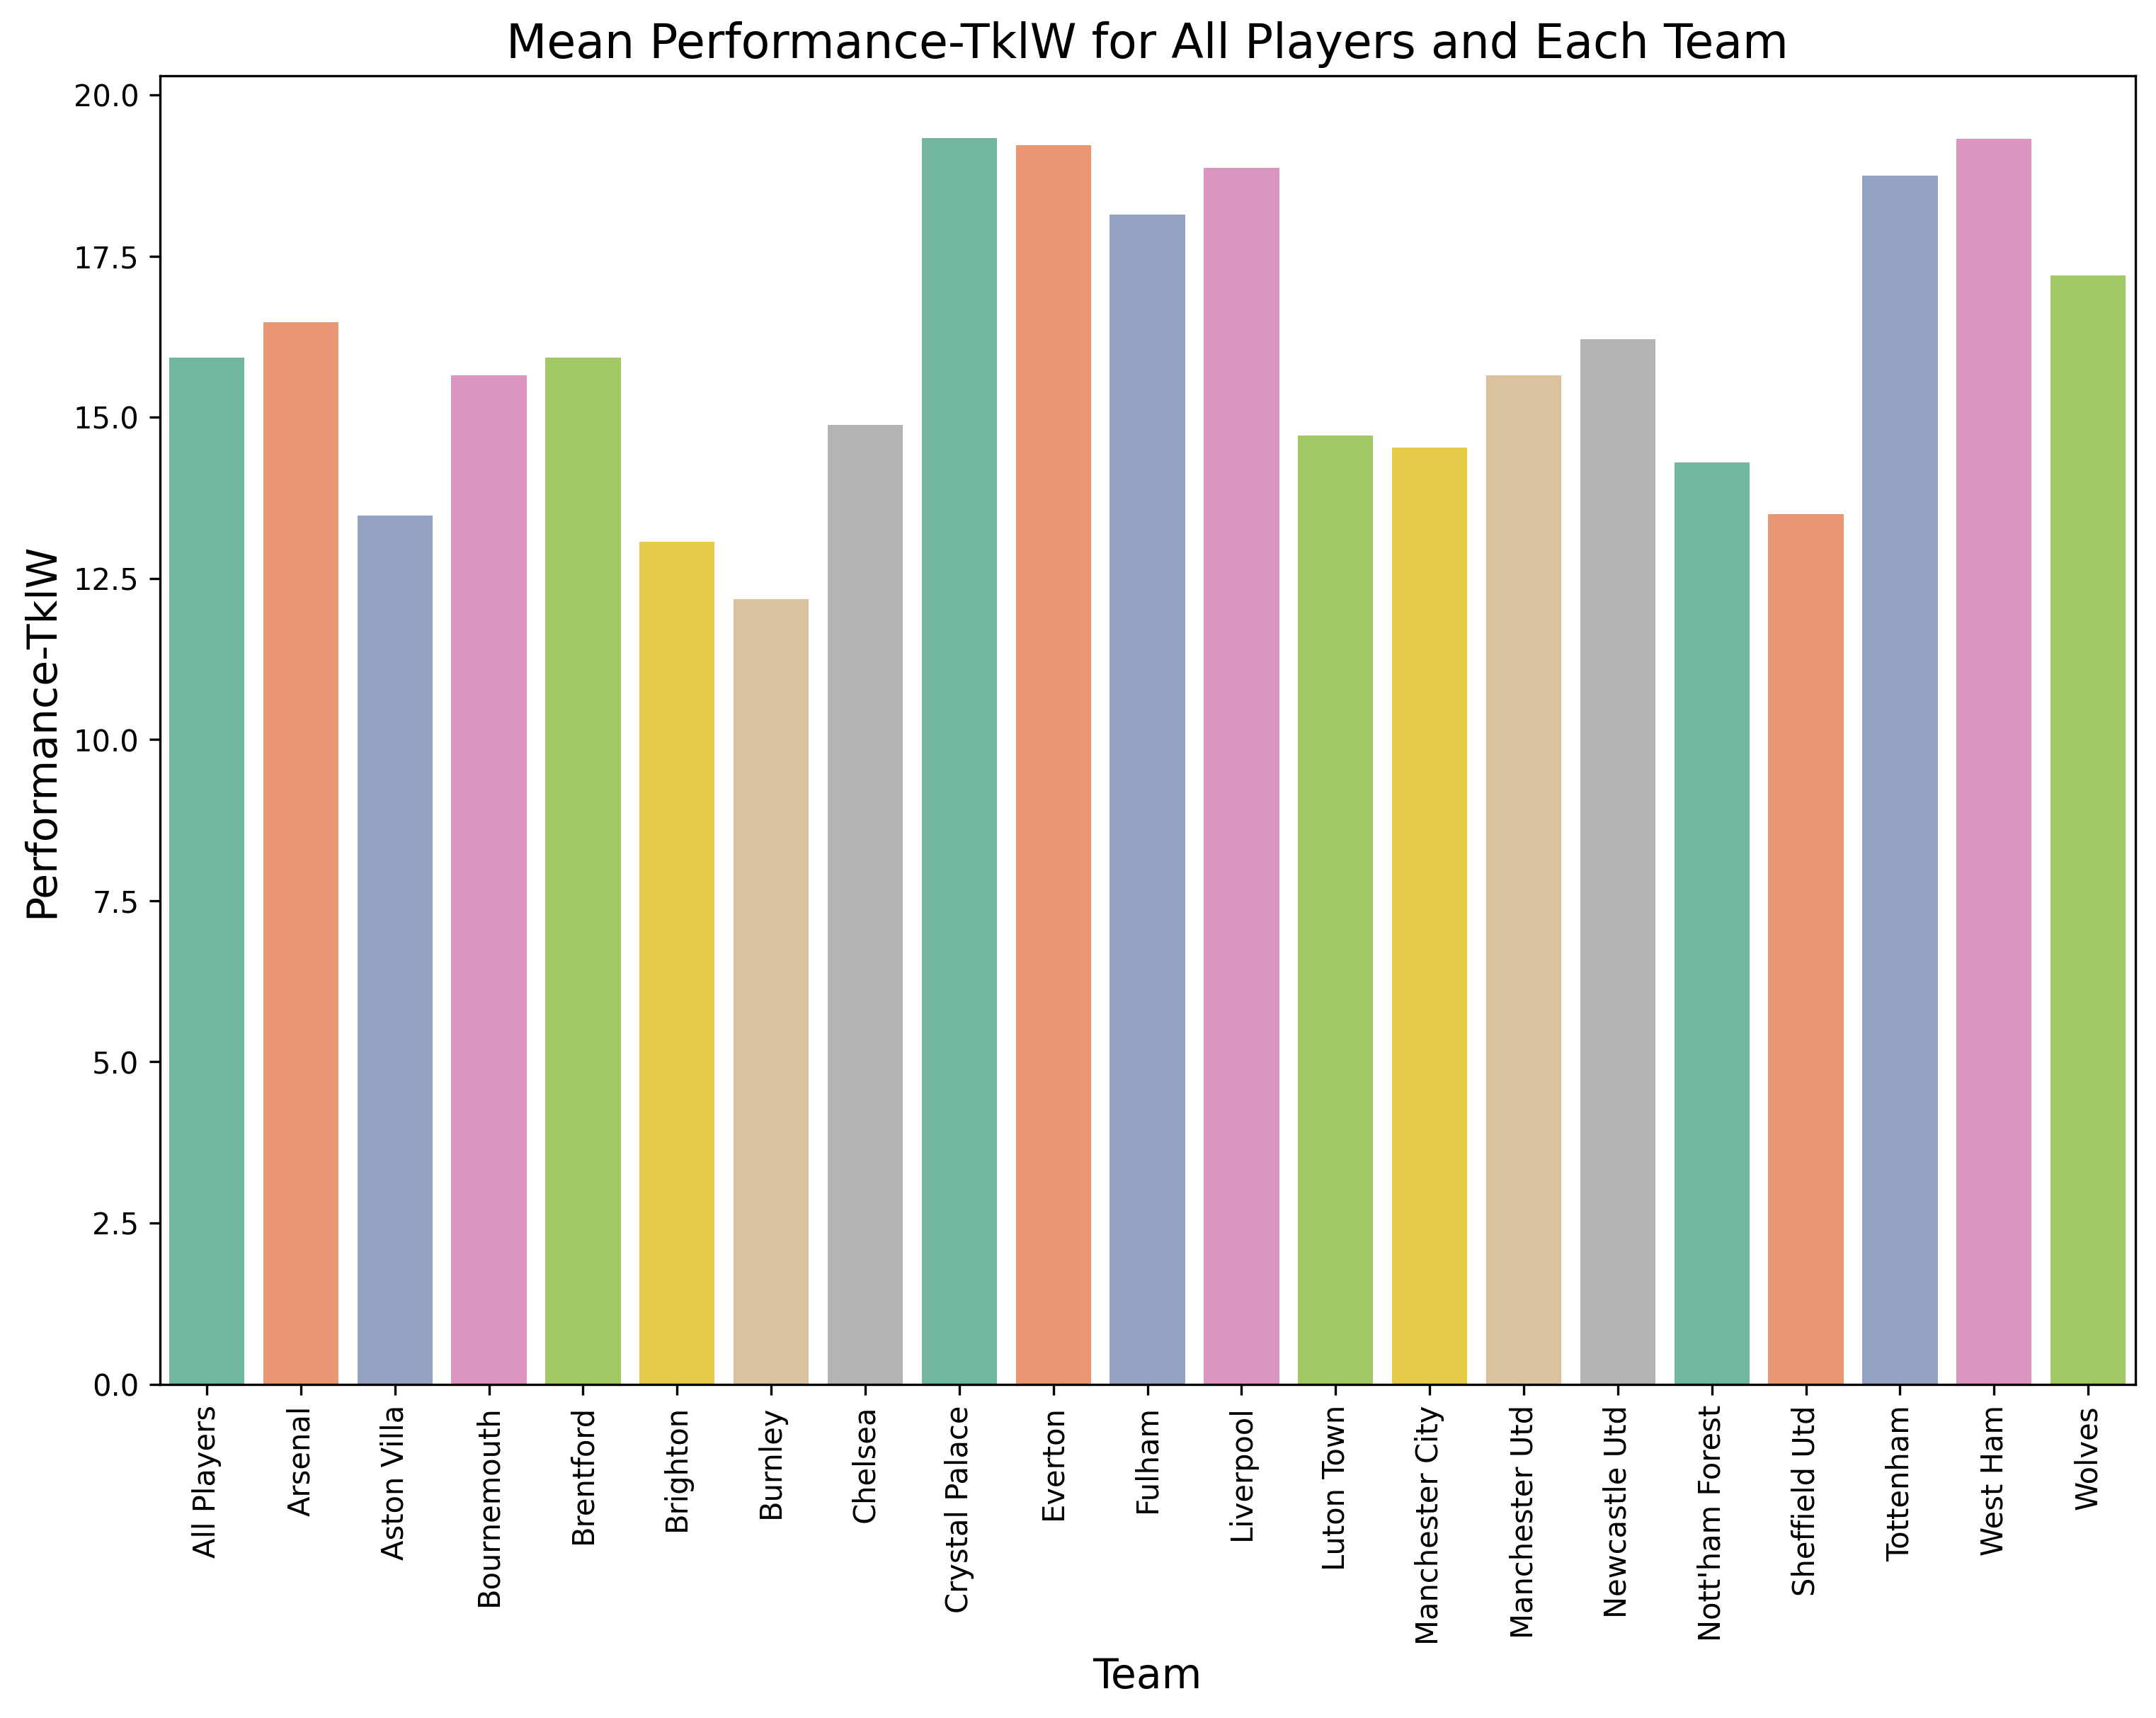 Mean Performance-TklW for All Players and Each Team
Performance-TklW
20.0
17.5
15.0
12.5
10.0
7.5
5.0
2.5
0.0
All Players
Arsenal
Aston Villa
Bournemouth
Brentford
Brighton
Burnley
Chelsea
Crystal Palace
Everton
Fulham
Liverpool
Luton Town
Manchester City
Manchester Utd
Newcastle Utd
Nott'ham Forest
Sheffield Utd
Tottenham
West Ham
Wolves
Team